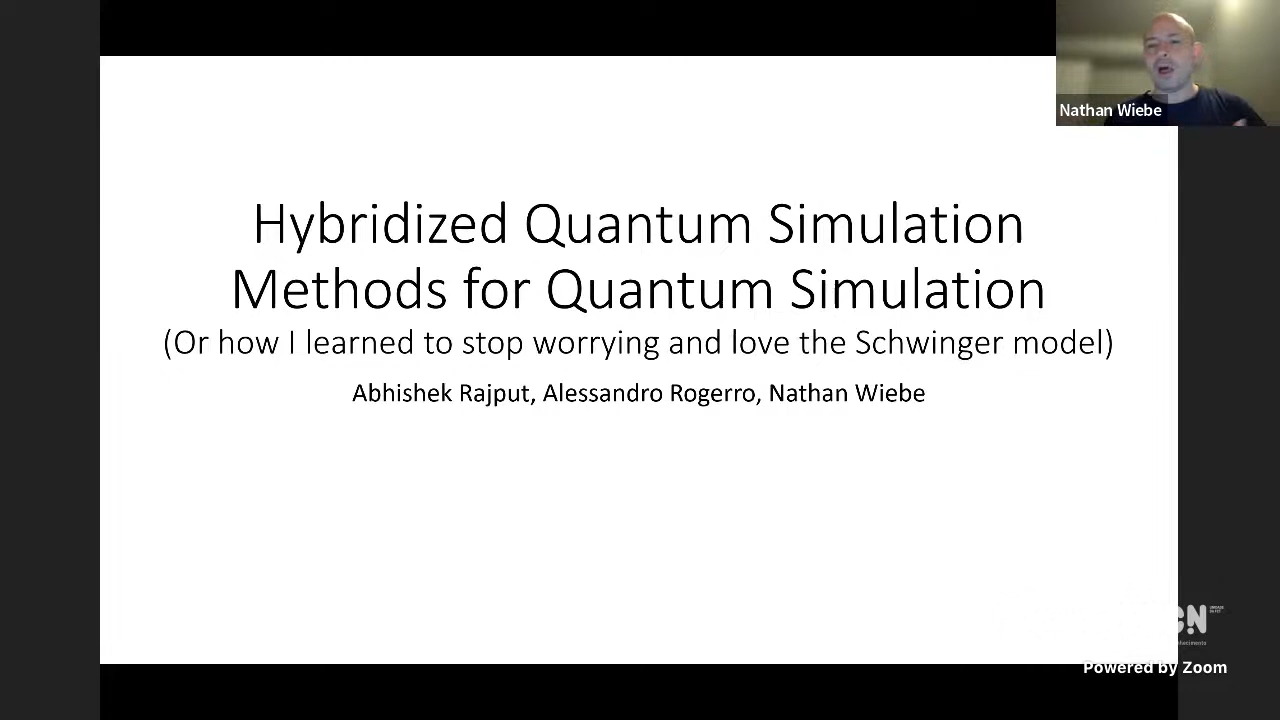 Nathan Wiebe
Hybridized Quantum Simulation
Methods for Quantum Simulation
(Or how I learned to stop worrying and love the Schwinger model)
Abhishek Rajput, Alessandro Rogerro, Nathan Wiebe
Powered by Zoom